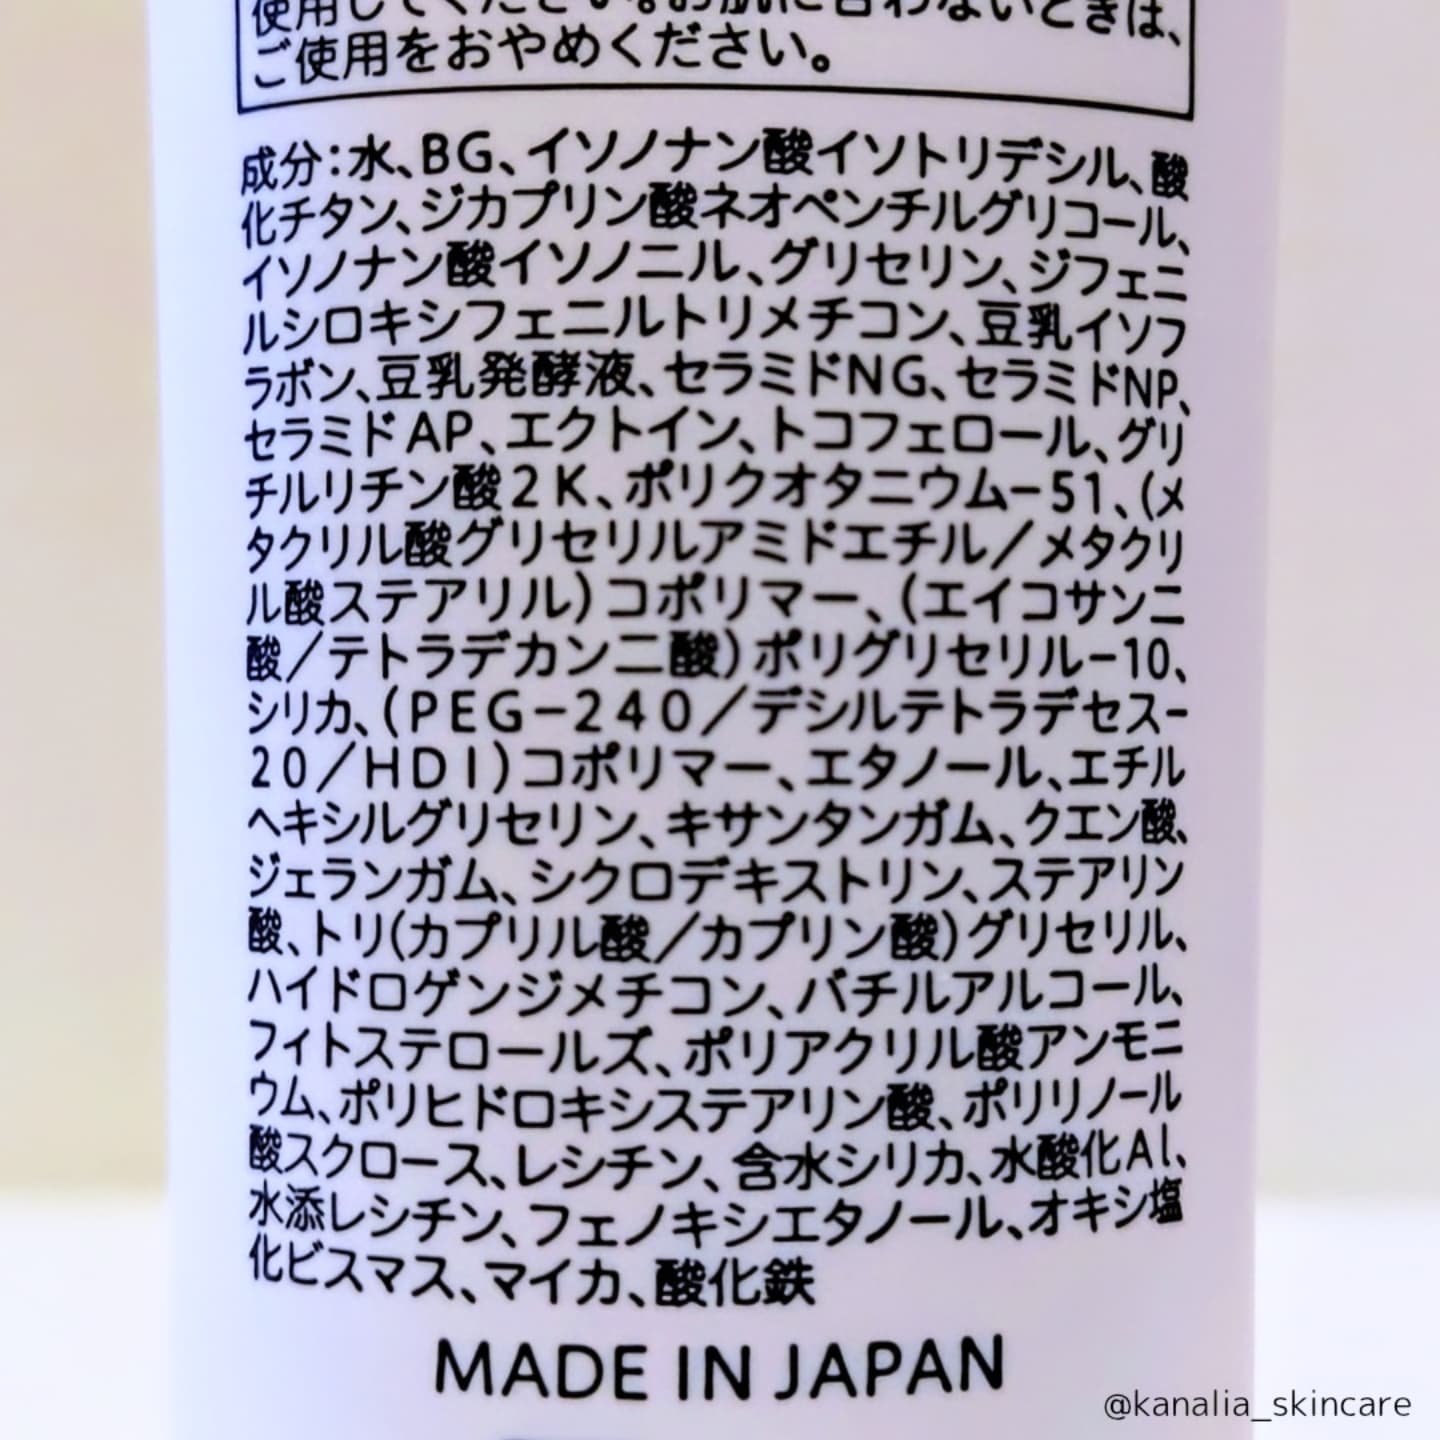 使用してください。お肌に合わないときは、
ご使用をおやめください。
成分：水、BG、イソノナン酸イソトリデシル、酸
化チタン、ジカプリン酸ネオペンチルグリコール、
イソノナン酸イソノニル、グリセリン、ジフェニ
ルシロキシフェニルトリメチコン、豆乳イソフ
ラボン、豆乳発酵液、セラミドNG、セラミドNP、
セラミドAP、エクトイン、トコフェロール、グリ
チルリチン酸2K、ポリクオタニウム-51、(メ
タクリル酸グリセリルアミドエチル／メタクリ
ル酸ステアリル)コポリマー、(エイコサン二
酸／テトラデカン二酸)ポリグリセリル-10、
シリカ、(PEG-240／デシルテトラデセス-
20／HDI)コポリマー、エタノール、エチル
ヘキシルグリセリン、キサンタンガム、クエン酸、
ジェランガム、シクロデキストリン、ステアリン
酸、トリ(カプリル酸／カプリン酸)グリセリル、
ハイドロゲンジメチコン、バチルアルコール、
フィトステロールズ、ポリアクリル酸アンモニ
ウム、ポリヒドロキシステアリン酸、ポリリノール
酸スクロース、レシチン、含水シリカ、水酸化Al、
水添レシチン、フェノキシエタノール、オキシ塩
化ビスマス、マイカ、酸化鉄
MADE IN JAPAN
@kanalia_skincare